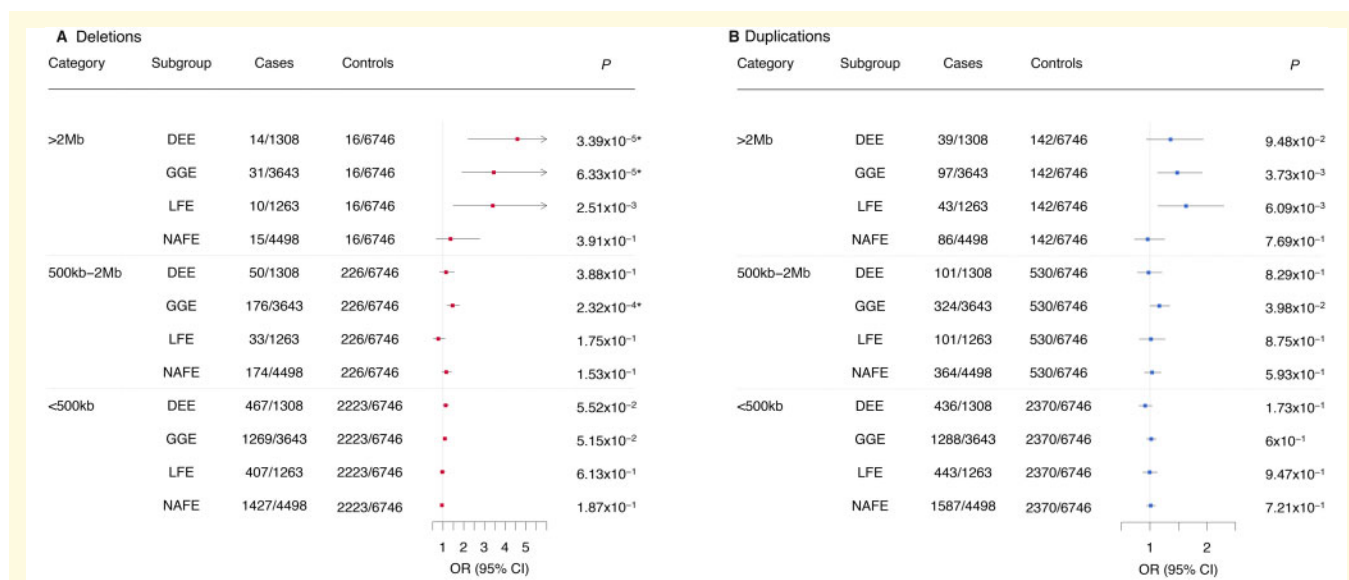 A Deletions
Category Subgroup Cases Controls P
>2Mb DEE 14/1308 16/6746 3.39x10⁻⁵*
GGE 31/3643 16/6746 6.33x10⁻⁵*
LFE 10/1263 16/6746 2.51x10⁻³
NAFE 15/4498 16/6746 3.91x10⁻¹
500kb−2Mb DEE 50/1308 226/6746 3.88x10⁻¹
GGE 176/3643 226/6746 2.32x10⁻⁴*
LFE 33/1263 226/6746 1.75x10⁻¹
NAFE 174/4498 226/6746 1.53x10⁻¹
<500kb DEE 467/1308 2223/6746 5.52x10⁻²
GGE 1269/3643 2223/6746 5.15x10⁻²
LFE 407/1263 2223/6746 6.13x10⁻¹
NAFE 1427/4498 2223/6746 1.87x10⁻¹
1 2 3 4 5
OR (95% CI)
B Duplications
Category Subgroup Cases Controls P
>2Mb DEE 39/1308 142/6746 9.48x10⁻²
GGE 97/3643 142/6746 3.73x10⁻³
LFE 43/1263 142/6746 6.09x10⁻³
NAFE 86/4498 142/6746 7.69x10⁻¹
500kb−2Mb DEE 101/1308 530/6746 8.29x10⁻¹
GGE 324/3643 530/6746 3.98x10⁻²
LFE 101/1263 530/6746 8.75x10⁻¹
NAFE 364/4498 530/6746 5.93x10⁻¹
<500kb DEE 436/1308 2370/6746 1.73x10⁻¹
GGE 1288/3643 2370/6746 6x10⁻¹
LFE 443/1263 2370/6746 9.47x10⁻¹
NAFE 1587/4498 2370/6746 7.21x10⁻¹
1 2
OR (95% CI)